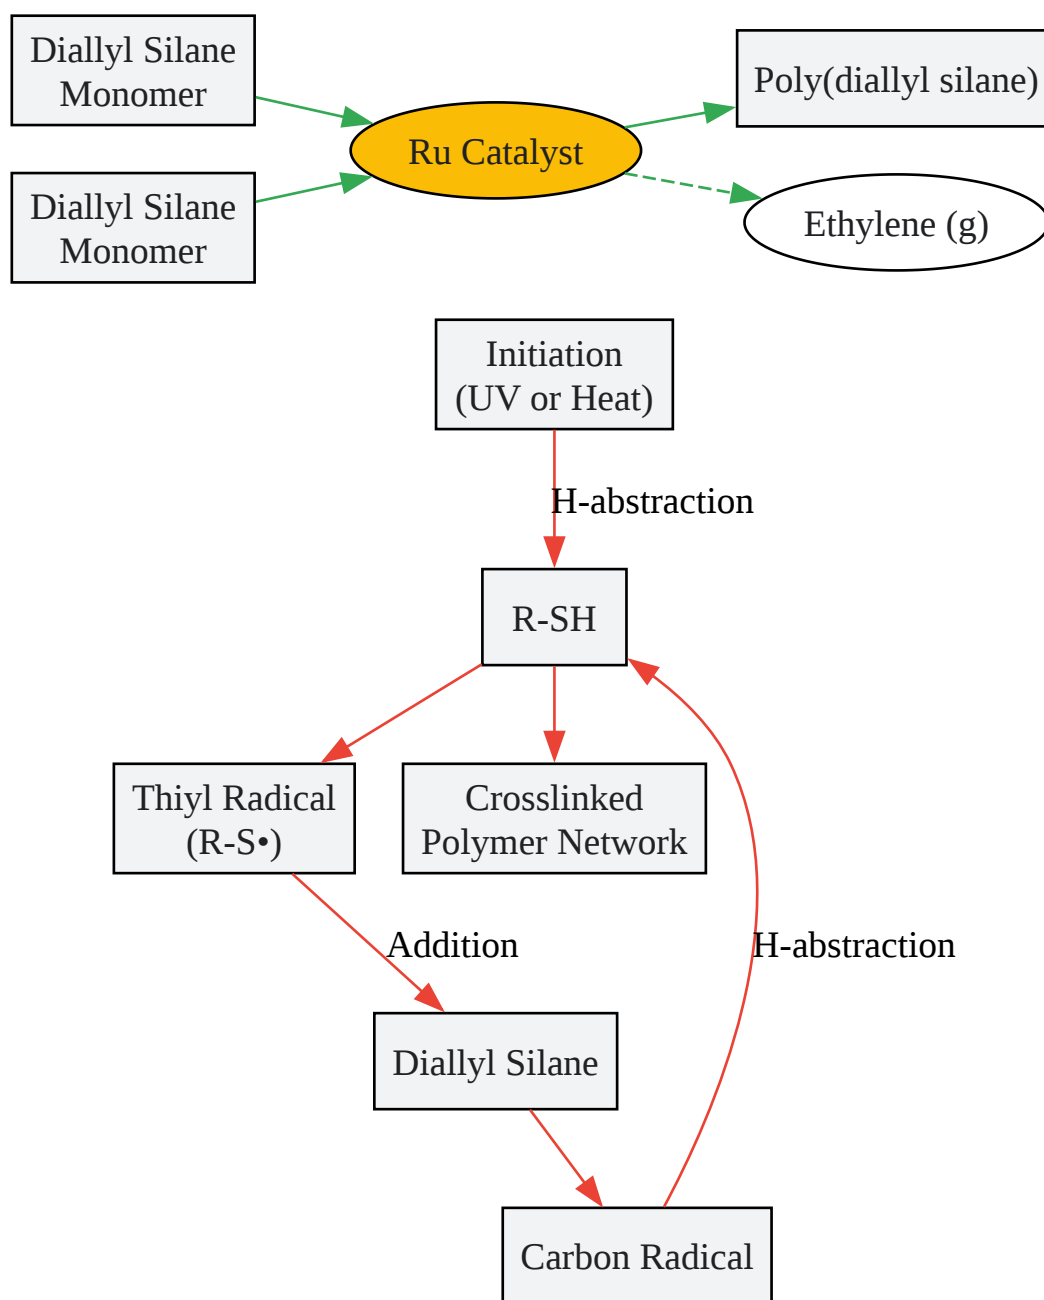 Diallyl Silane
Monomer
Poly(diallyl silane)
Ru Catalyst
Diallyl Silane
Monomer
Ethylene (g)
Initiation
(UV or Heat)
H-abstraction
R-SH
Thiyl Radical
(R-S•)
Crosslinked
Polymer Network
Addition
H-abstraction
Diallyl Silane
Carbon Radical